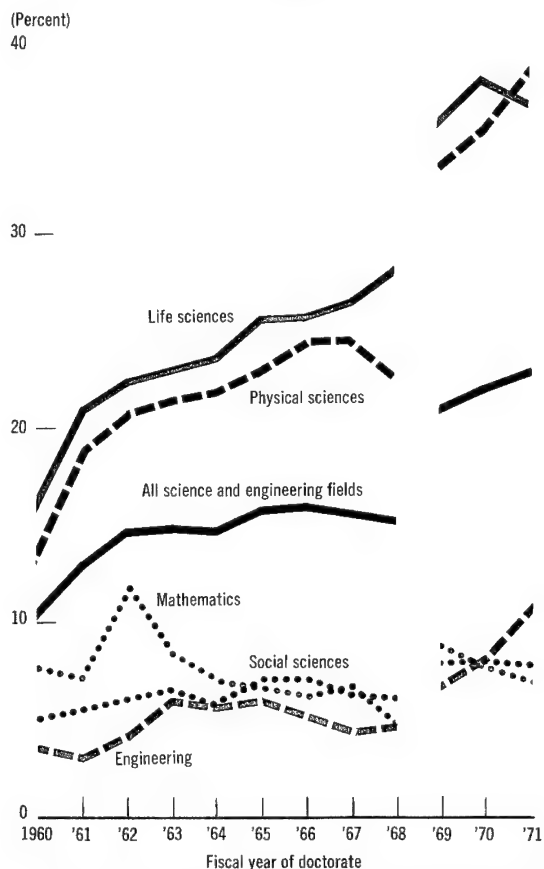 (Percent)
40
30
Life sciences
Physical sciences
20
All science and engineering fields
10
Mathematics
Social sciences
Engineering
0
1960 '61 '62 '63 '64 '65 '66 '67 '68 '69 '70 '71
Fiscal year of doctorate